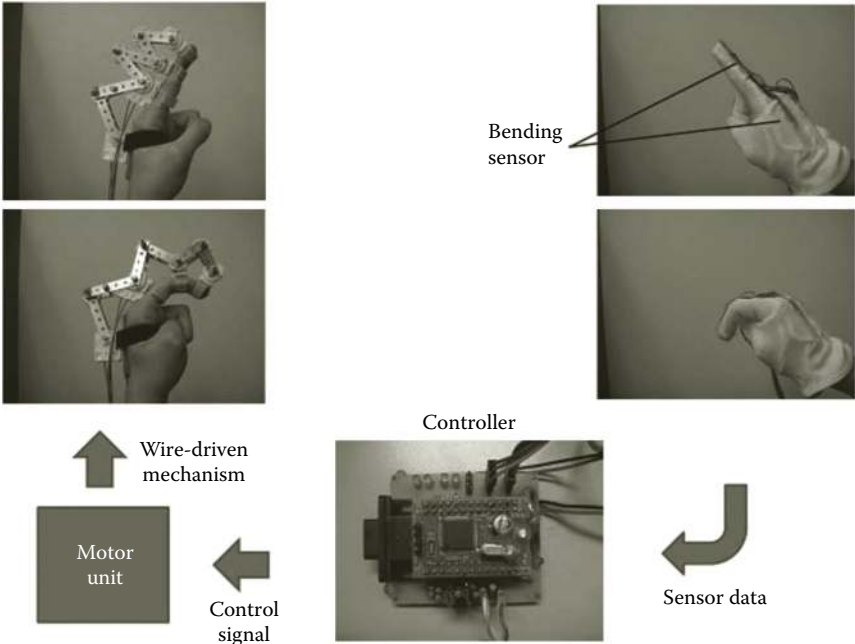 Bending
sensor
Controller
Wire-driven
mechanism
Motor
unit
Control
signal
Sensor data